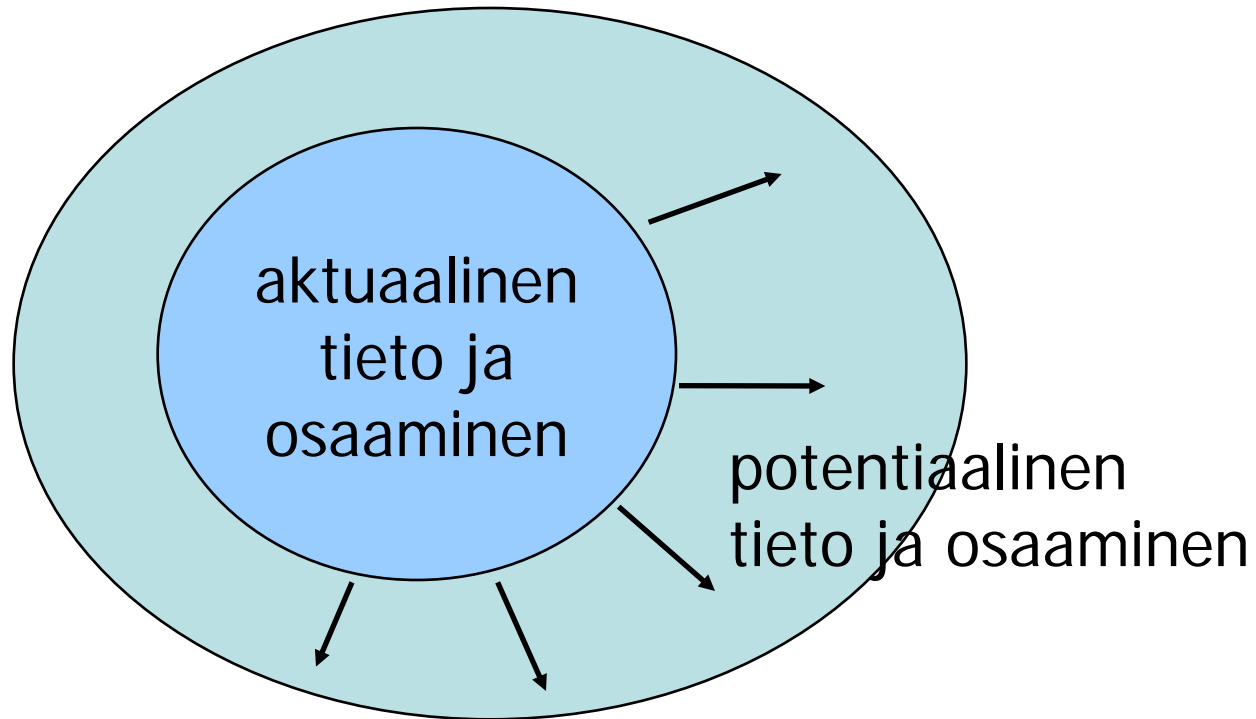 aktuaalinen
tieto ja
osaaminen
potentiaalinen
tieto ja osaaminen